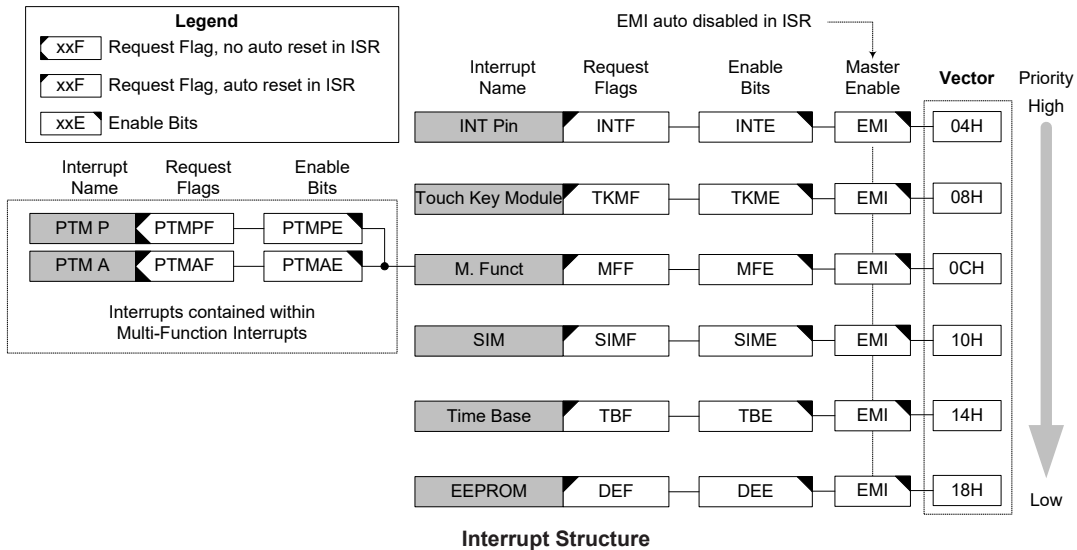 Legend
xxF Request Flag, no auto reset in ISR
xxF Request Flag, auto reset in ISR
xxE Enable Bits
EMI auto disabled in ISR
Interrupt Name
Request Flags
Enable Bits
Master Enable
Vector
Priority
High
INT Pin INTF INTE EMI 04H
Interrupt Name
Request Flags
Enable Bits
Touch Key Module TKMF TKME EMI 08H
PTM P PTMPF PTMPE
PTM A PTMAF PTMAE
M. Funct MFF MFE EMI 0CH
Interrupts contained within
Multi-Function Interrupts
SIM SIMF SIME EMI 10H
Time Base TBF TBE EMI 14H
EEPROM DEF DEE EMI 18H
Low
Interrupt Structure